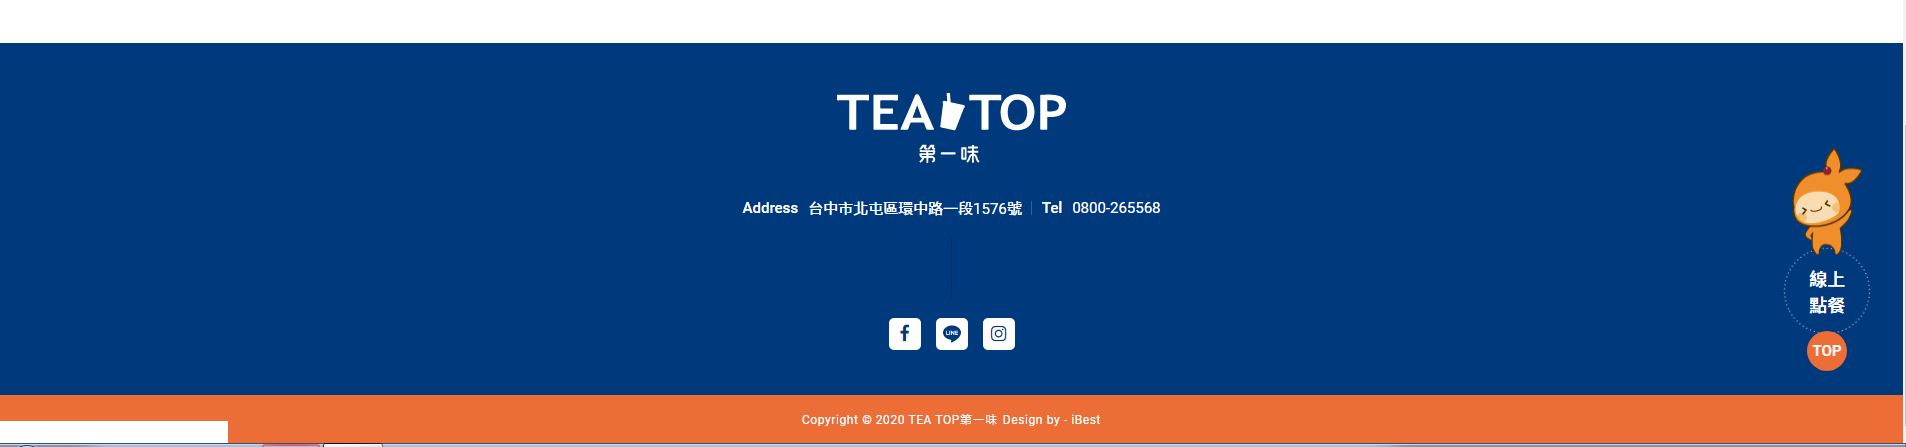 TEA TOP
第一味
Address 台中市北屯區環中路一段1576號 Tel 0800-265568
LINE
線上
點餐
TOP
Copyright © 2020 TEA TOP第一味 Design by - iBest